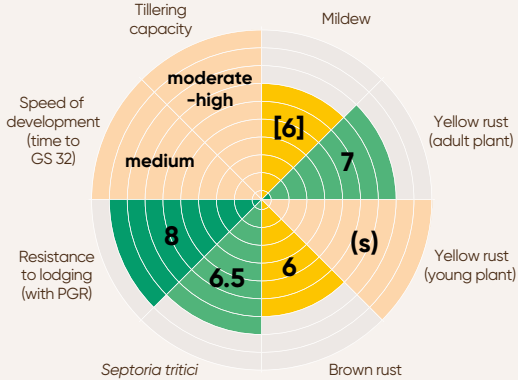 Tillering
capacity
Mildew
moderate
-high
Speed of
development
(time to
GS 32)
[6]
Yellow rust
(adult plant)
7
medium
8
(s)
Resistance
to lodging
(with PGR)
6.5
6
Yellow rust
(young plant)
Septoria tritici
Brown rust